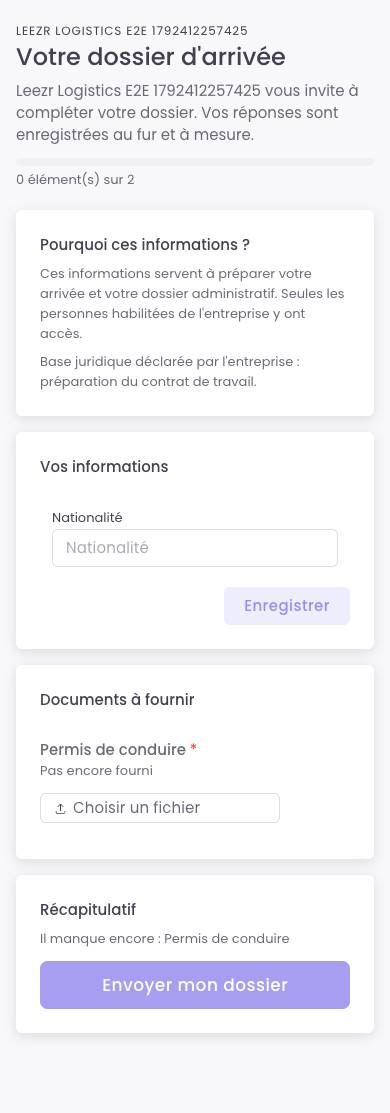 LEEZR LOGISTICS E2E 1792412257425
Votre dossier d'arrivée
Leezr Logistics E2E 1792412257425 vous invite à
compléter votre dossier. Vos réponses sont
enregistrées au fur et à mesure.
0 élément(s) sur 2
Pourquoi ces informations ?
Ces informations servent à préparer votre
arrivée et votre dossier administratif. Seules les
personnes habilitées de l'entreprise y ont
accès.
Base juridique déclarée par l'entreprise :
préparation du contrat de travail.
Vos informations
Nationalité
Nationalité
Enregistrer
Documents à fournir
Permis de conduire *
Pas encore fourni
Choisir un fichier
Récapitulatif
Il manque encore : Permis de conduire
Envoyer mon dossier